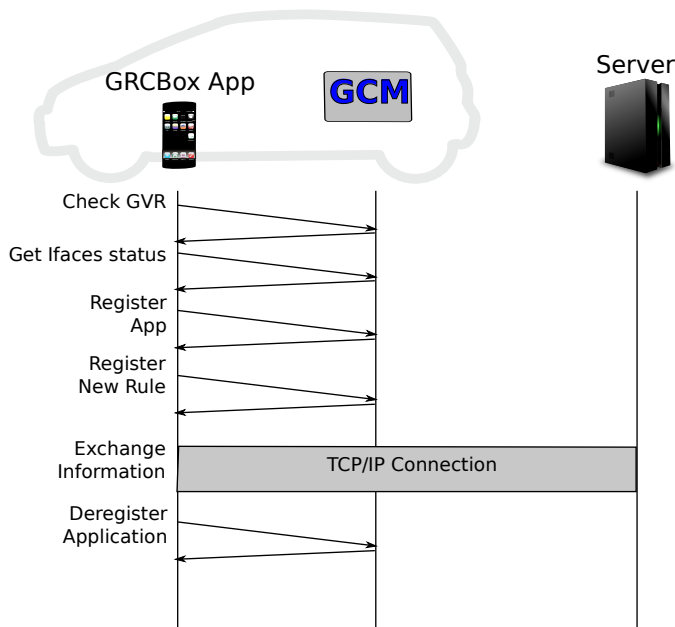 GRCBox App
GCM
Server
Check GVR
Get Ifaces status
Register
App
Register
New Rule
Exchange
Information
TCP/IP Connection
Deregister
Application